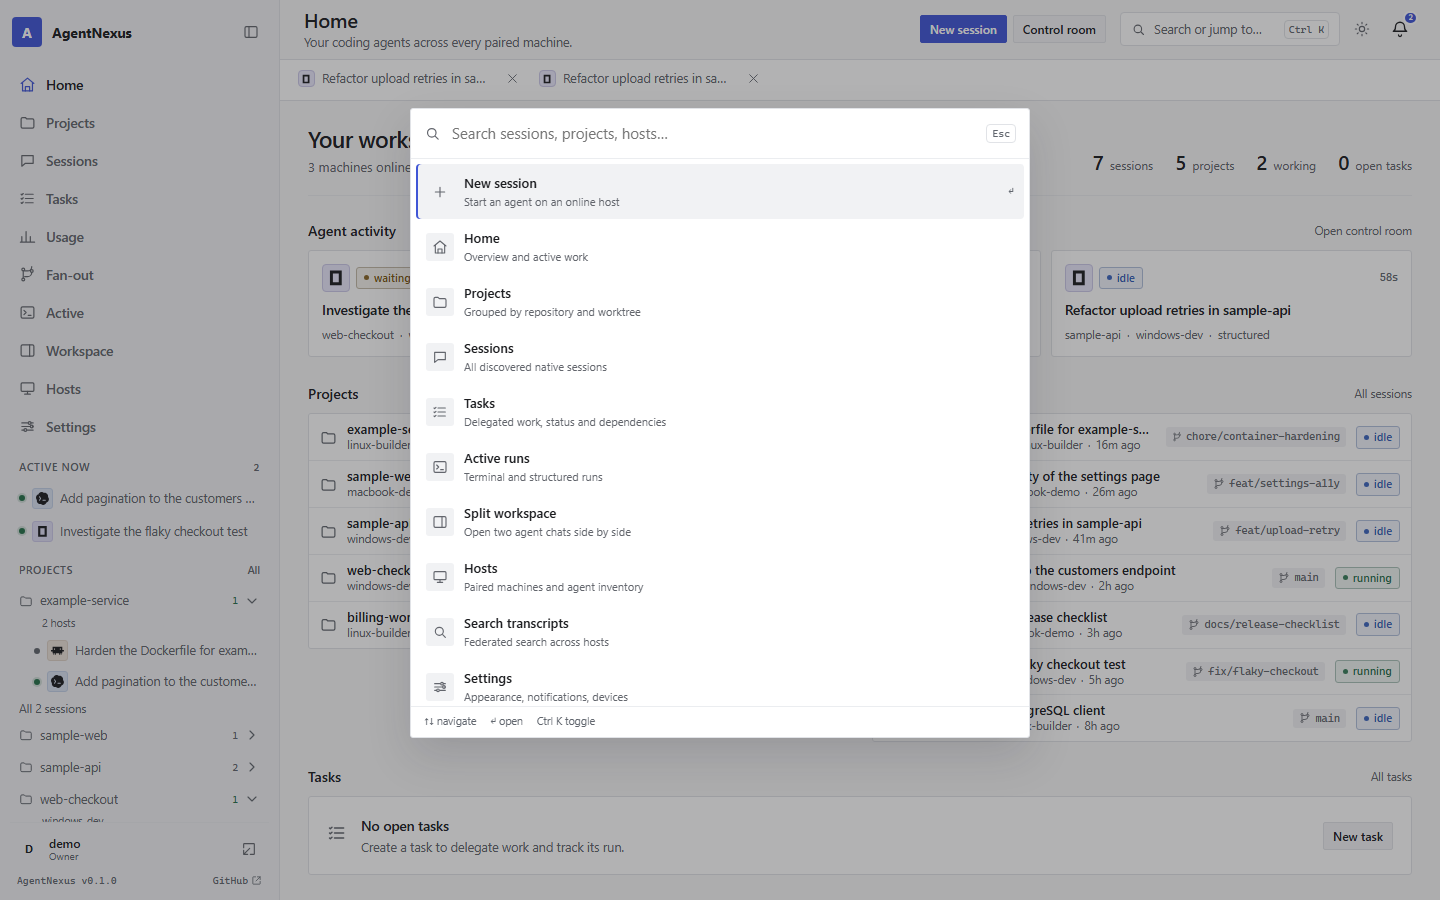 A AgentNexus
Home
Projects
Sessions
Tasks
Usage
Fan-out
Active
Workspace
Hosts
Settings
ACTIVE NOW 2
Add pagination to the customers ...
Investigate the flaky checkout test
PROJECTS All
example-service 1
2 hosts
Harden the Dockerfile for exam...
Add pagination to the custome...
All 2 sessions
sample-web 1
sample-api 2
web-checkout 1
windows-dev
D demo
Owner
AgentNexus v0.1.0 GitHub
Home
Your coding agents across every paired machine.
New session Control room Search or jump to... Ctrl K 2
Refactor upload retries in sa... Refactor upload retries in sa...
Your works
3 machines online
7 sessions 5 projects 2 working 0 open tasks
Agent activity Open control room
waiting
Investigate the
web-checkout ·
idle 58s
Refactor upload retries in sample-api
sample-api · windows-dev · structured
Projects All sessions
example-se
linux-builder
sample-we
macbook-de
sample-ap
windows-dev
web-check
windows-dev
billing-wor
linux-builder
rfile for example-s... chore/container-hardening idle
ux-builder · 16m ago
ty of the settings page feat/settings-a11y idle
ok-demo · 26m ago
etries in sample-api feat/upload-retry idle
ws-dev · 41m ago
the customers endpoint main running
ndows-dev · 2h ago
ease checklist docs/release-checklist idle
ok-demo · 3h ago
ky checkout test fix/flaky-checkout running
dows-dev · 5h ago
greSQL client main idle
-builder · 8h ago
Tasks All tasks
No open tasks
Create a task to delegate work and track its run.
New task
Search sessions, projects, hosts... Esc
New session
Start an agent on an online host
Home
Overview and active work
Projects
Grouped by repository and worktree
Sessions
All discovered native sessions
Tasks
Delegated work, status and dependencies
Active runs
Terminal and structured runs
Split workspace
Open two agent chats side by side
Hosts
Paired machines and agent inventory
Search transcripts
Federated search across hosts
Settings
Appearance, notifications, devices
↑↓ navigate ↵ open Ctrl K toggle